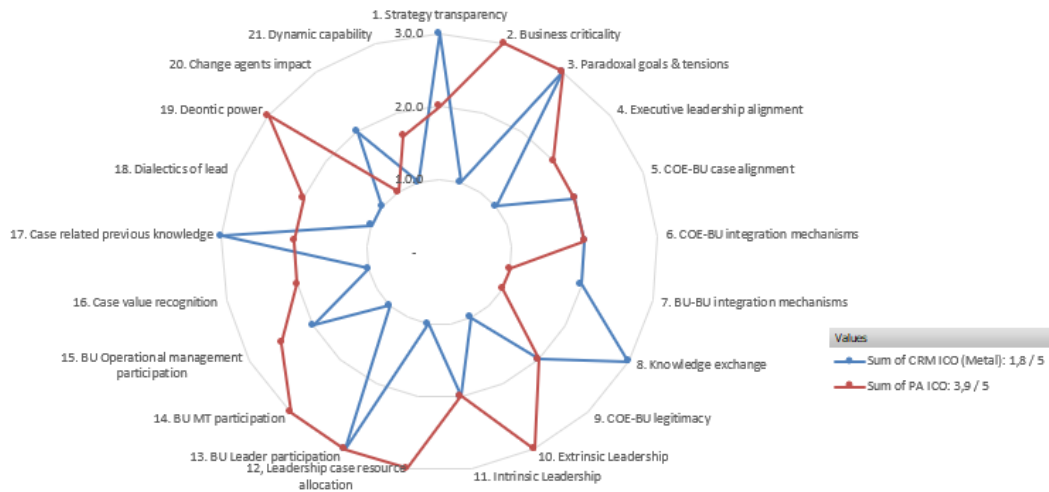 1. Strategy transparency
2. Business criticality
3. Paradoxal goals & tensions
4. Executive leadership alignment
5. COE-BU case alignment
6. COE-BU integration mechanisms
7. BU-BU integration mechanisms
8. Knowledge exchange
9. COE-BU legitimacy
10. Extrinsic Leadership
11. Intrinsic Leadership
12, Leadership case resource
allocation
13. BU Leader participation
14. BU MT participation
15. BU Operational management
participation
16. Case value recognition
17. Case related previous knowledge
18. Dialectics of lead
19. Deontic power
20. Change agents impact
21. Dynamic capability
3.0.0
2.0.0
1.0.0
-
Values
Sum of CRM ICO (Metal): 1,8 / 5
Sum of PA ICO: 3,9 / 5